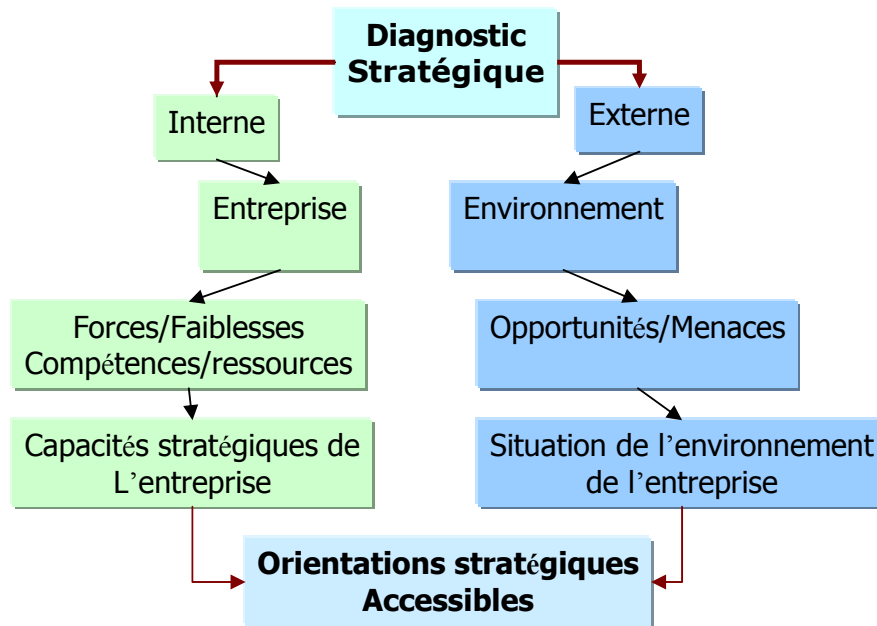 Diagnostic
Stratégique
Interne
Externe
Entreprise
Environnement
Forces/Faiblesses
Compétences/ressources
Opportunités/Menaces
Capacités stratégiques de
L’entreprise
Situation de l’environnement
de l’entreprise
Orientations stratégiques
Accessibles